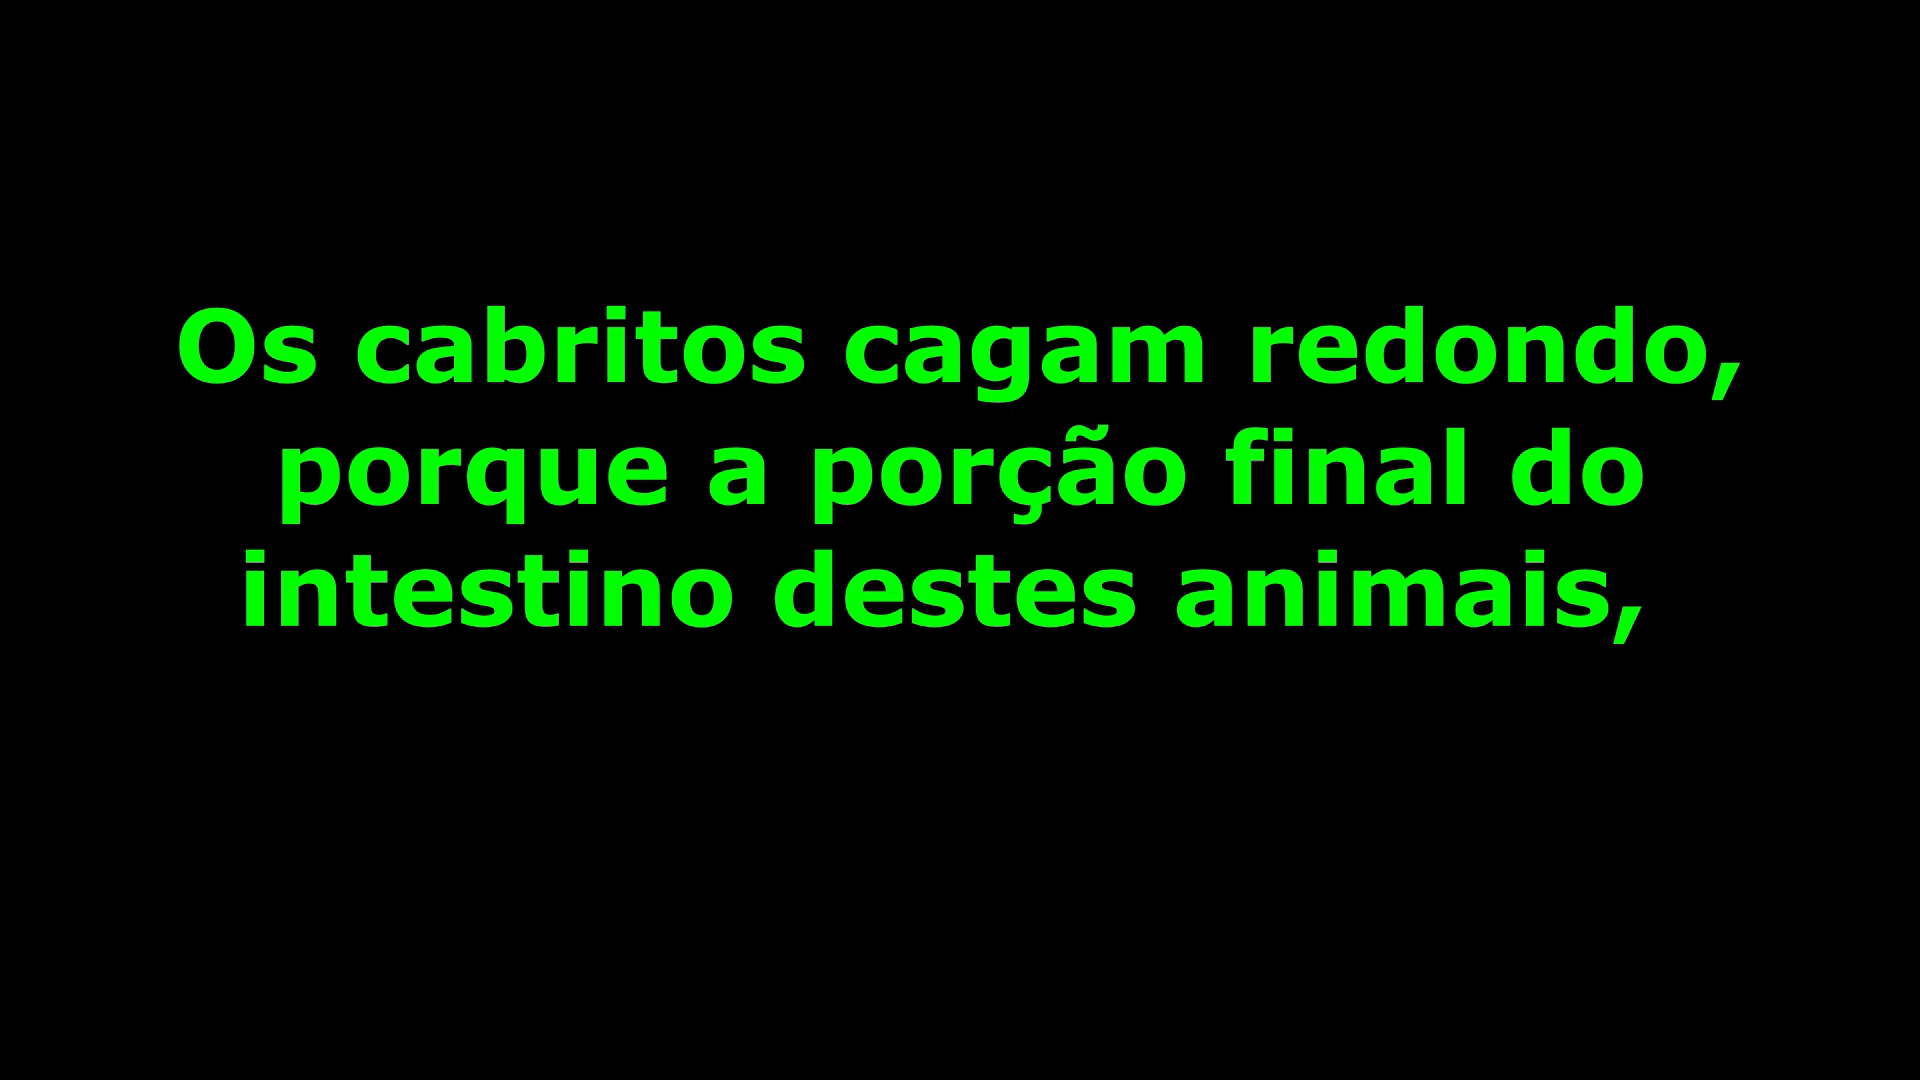 Os cabritos cagam redondo,
porque a porção final do
intestino destes animais,